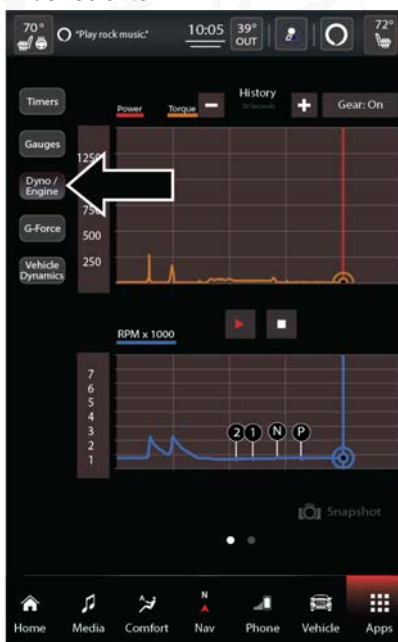 70°
"Play rock music."
10:05
39°
OUT
72°
Timers
Power
Torque
History
20 Seconds
Gear: On
Gauges
Dyno /
Engine
G-Force
500
Vehicle
Dynamics
250
RPM x 1000
7
6
5
4
3
2
1
2
1
N
P
Snapshot
N
Home
Media
Comfort
Nav
Phone
Vehicle
Apps